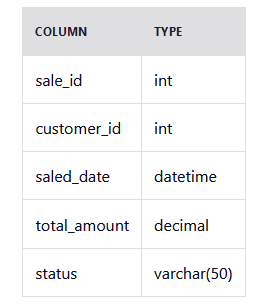 COLUMN TYPE
sale_id int
customer_id int
saled_date datetime
total_amount decimal
status varchar(50)